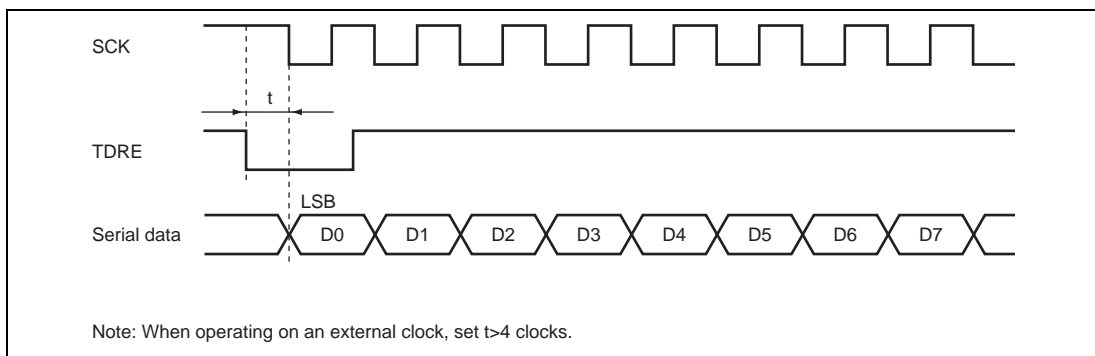 SCK
t
TDRE
LSB
Serial data
D0 D1 D2 D3 D4 D5 D6 D7
Note: When operating on an external clock, set t>4 clocks.